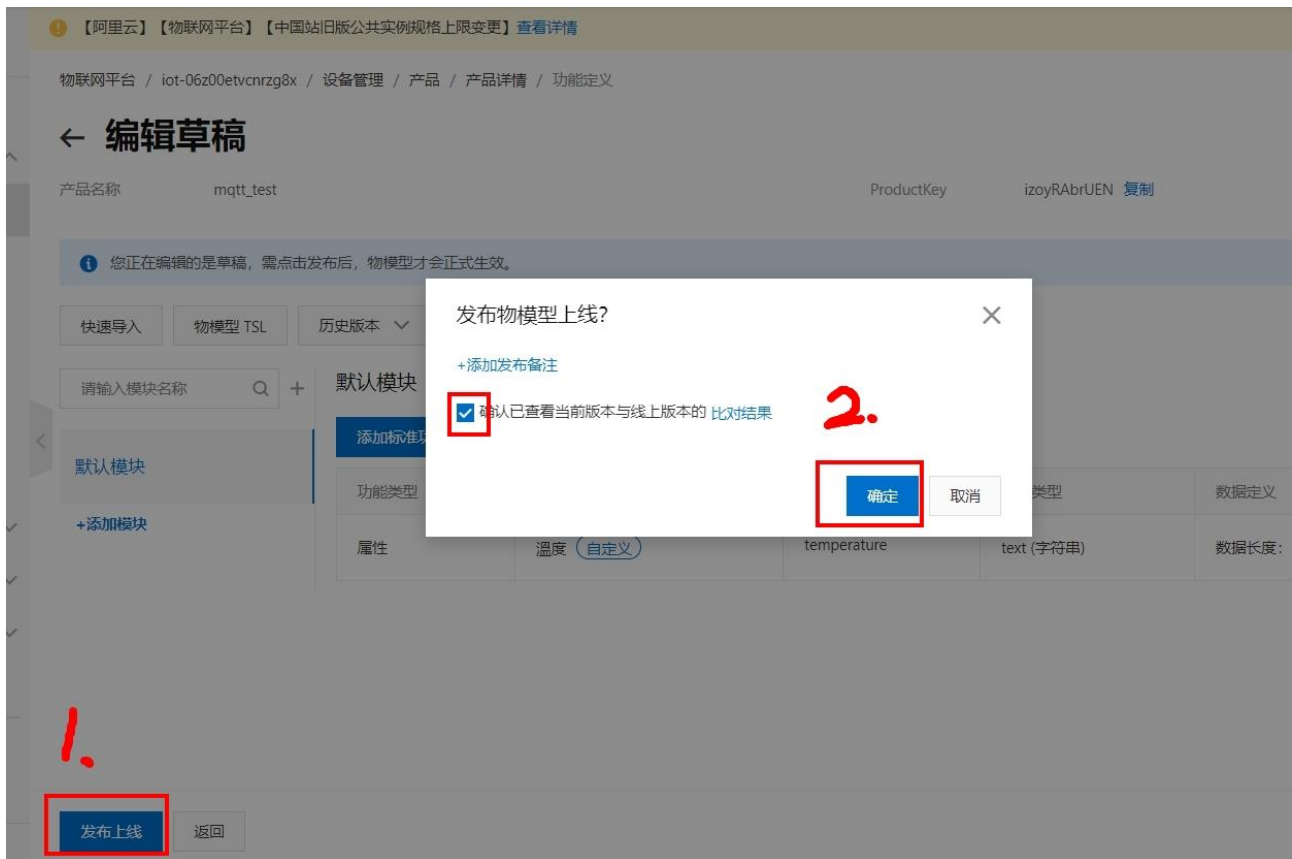 【阿里云】【物联网平台】【中国站旧版公共实例规格上限变更】查看详情
物联网平台 / iot-06z00etvcnrzg8x / 设备管理 / 产品 / 产品详情 / 功能定义
← 编辑草稿
产品名称 mqtt_test ProductKey izoyRAbrUEN 复制
您正在编辑的是草稿，需点击发布后，物模型才会正式生效。
发布物模型上线?
快速导入 物模型 TSL 历史版本
+添加发布备注
请输入模块名称 默认模块
确认已查看当前版本与线上版本的 比对结果
2.
添加标准
默认模块
功能类型 类型 数据定义
确定 取消
+添加模块
属性 温度 自定义 temperature text (字符串) 数据长度:
1.
发布上线 返回